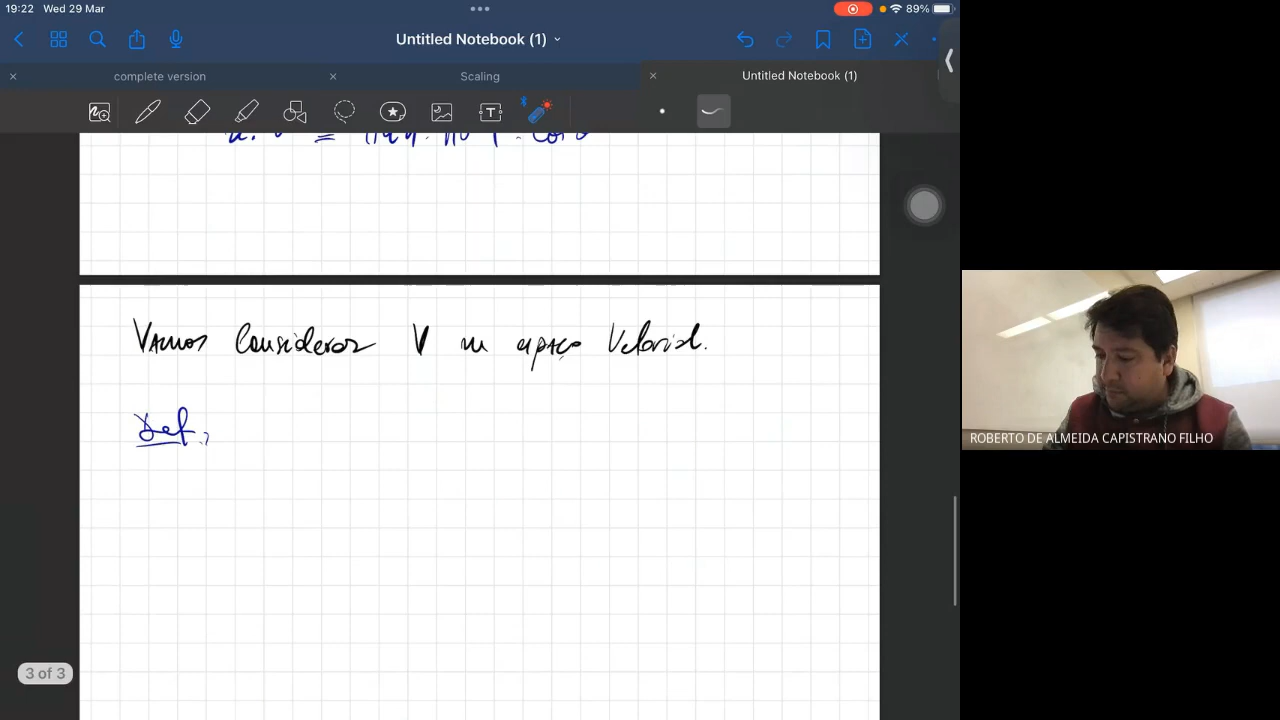 19:22 Wed 29 Mar
89%
Untitled Notebook (1)
complete version
Scaling
Untitled Notebook (1)
T
Vamos Considerar V um espaço Vetorial.
Def.:
ROBERTO DE ALMEIDA CAPISTRANO FILHO
3 of 3